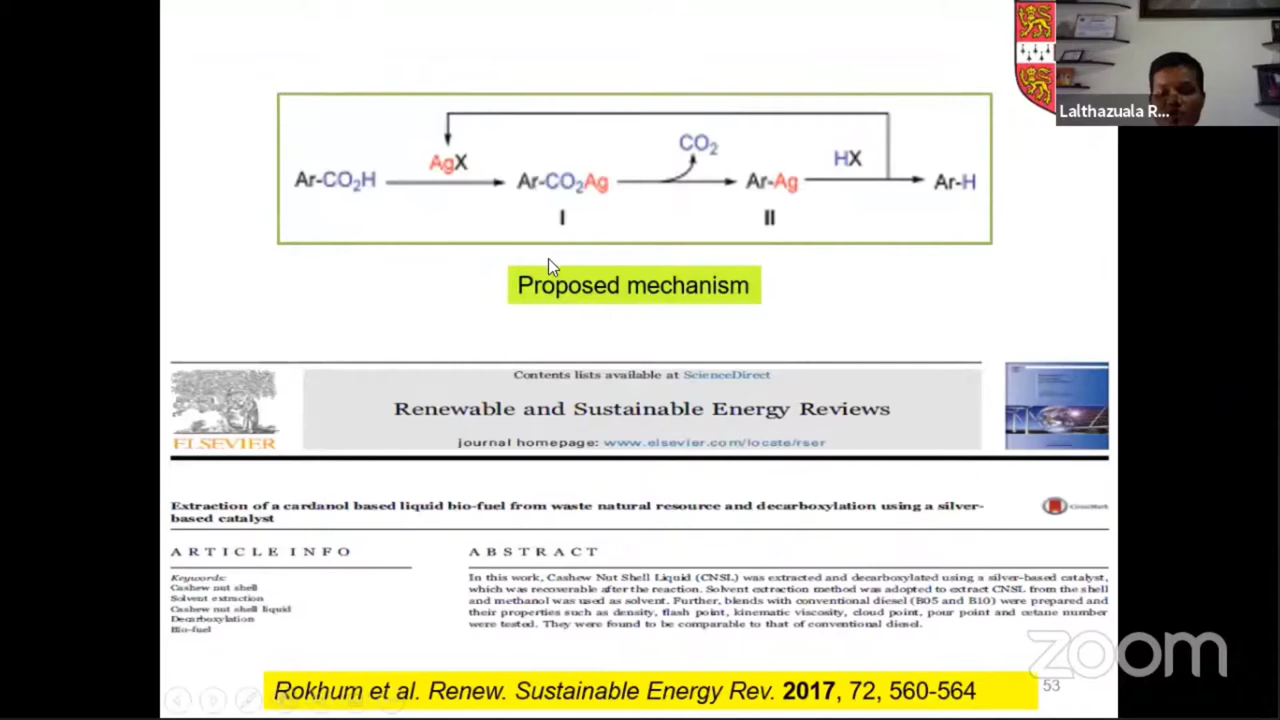 Lalthazuala R...
CO2
AgX
HX
Ar-CO2H
Ar-CO2Ag
Ar-Ag
Ar-H
I
II
Proposed mechanism
Contents lists available at ScienceDirect
Renewable and Sustainable Energy Reviews
journal homepage: www.elsevier.com/locate/rser
ELSEVIER
Extraction of a cardanol based liquid bio-fuel from waste natural resource and decarboxylation using a silver-
based catalyst
CrossMark
ARTICLE INFO
Keywords:
Cashew nut shell
Solvent extraction
Cashew nut shell liquid
Decarboxylation
Bio-fuel
ABSTRACT
In this work, Cashew Nut Shell Liquid (CNSL) was extracted and decarboxylated using a silver-based catalyst,
which was recoverable after the reaction. Solvent extraction method was adopted to extract CNSL from the shell
and methanol was used as solvent. Further, blends with conventional diesel (B05 and B10) were prepared and
their properties such as density, flash point, kinematic viscosity, cloud point, pour point and cetane number
were tested. They were found to be comparable to that of conventional diesel.
zoom
Rokhum et al. Renew. Sustainable Energy Rev. 2017, 72, 560-564
53